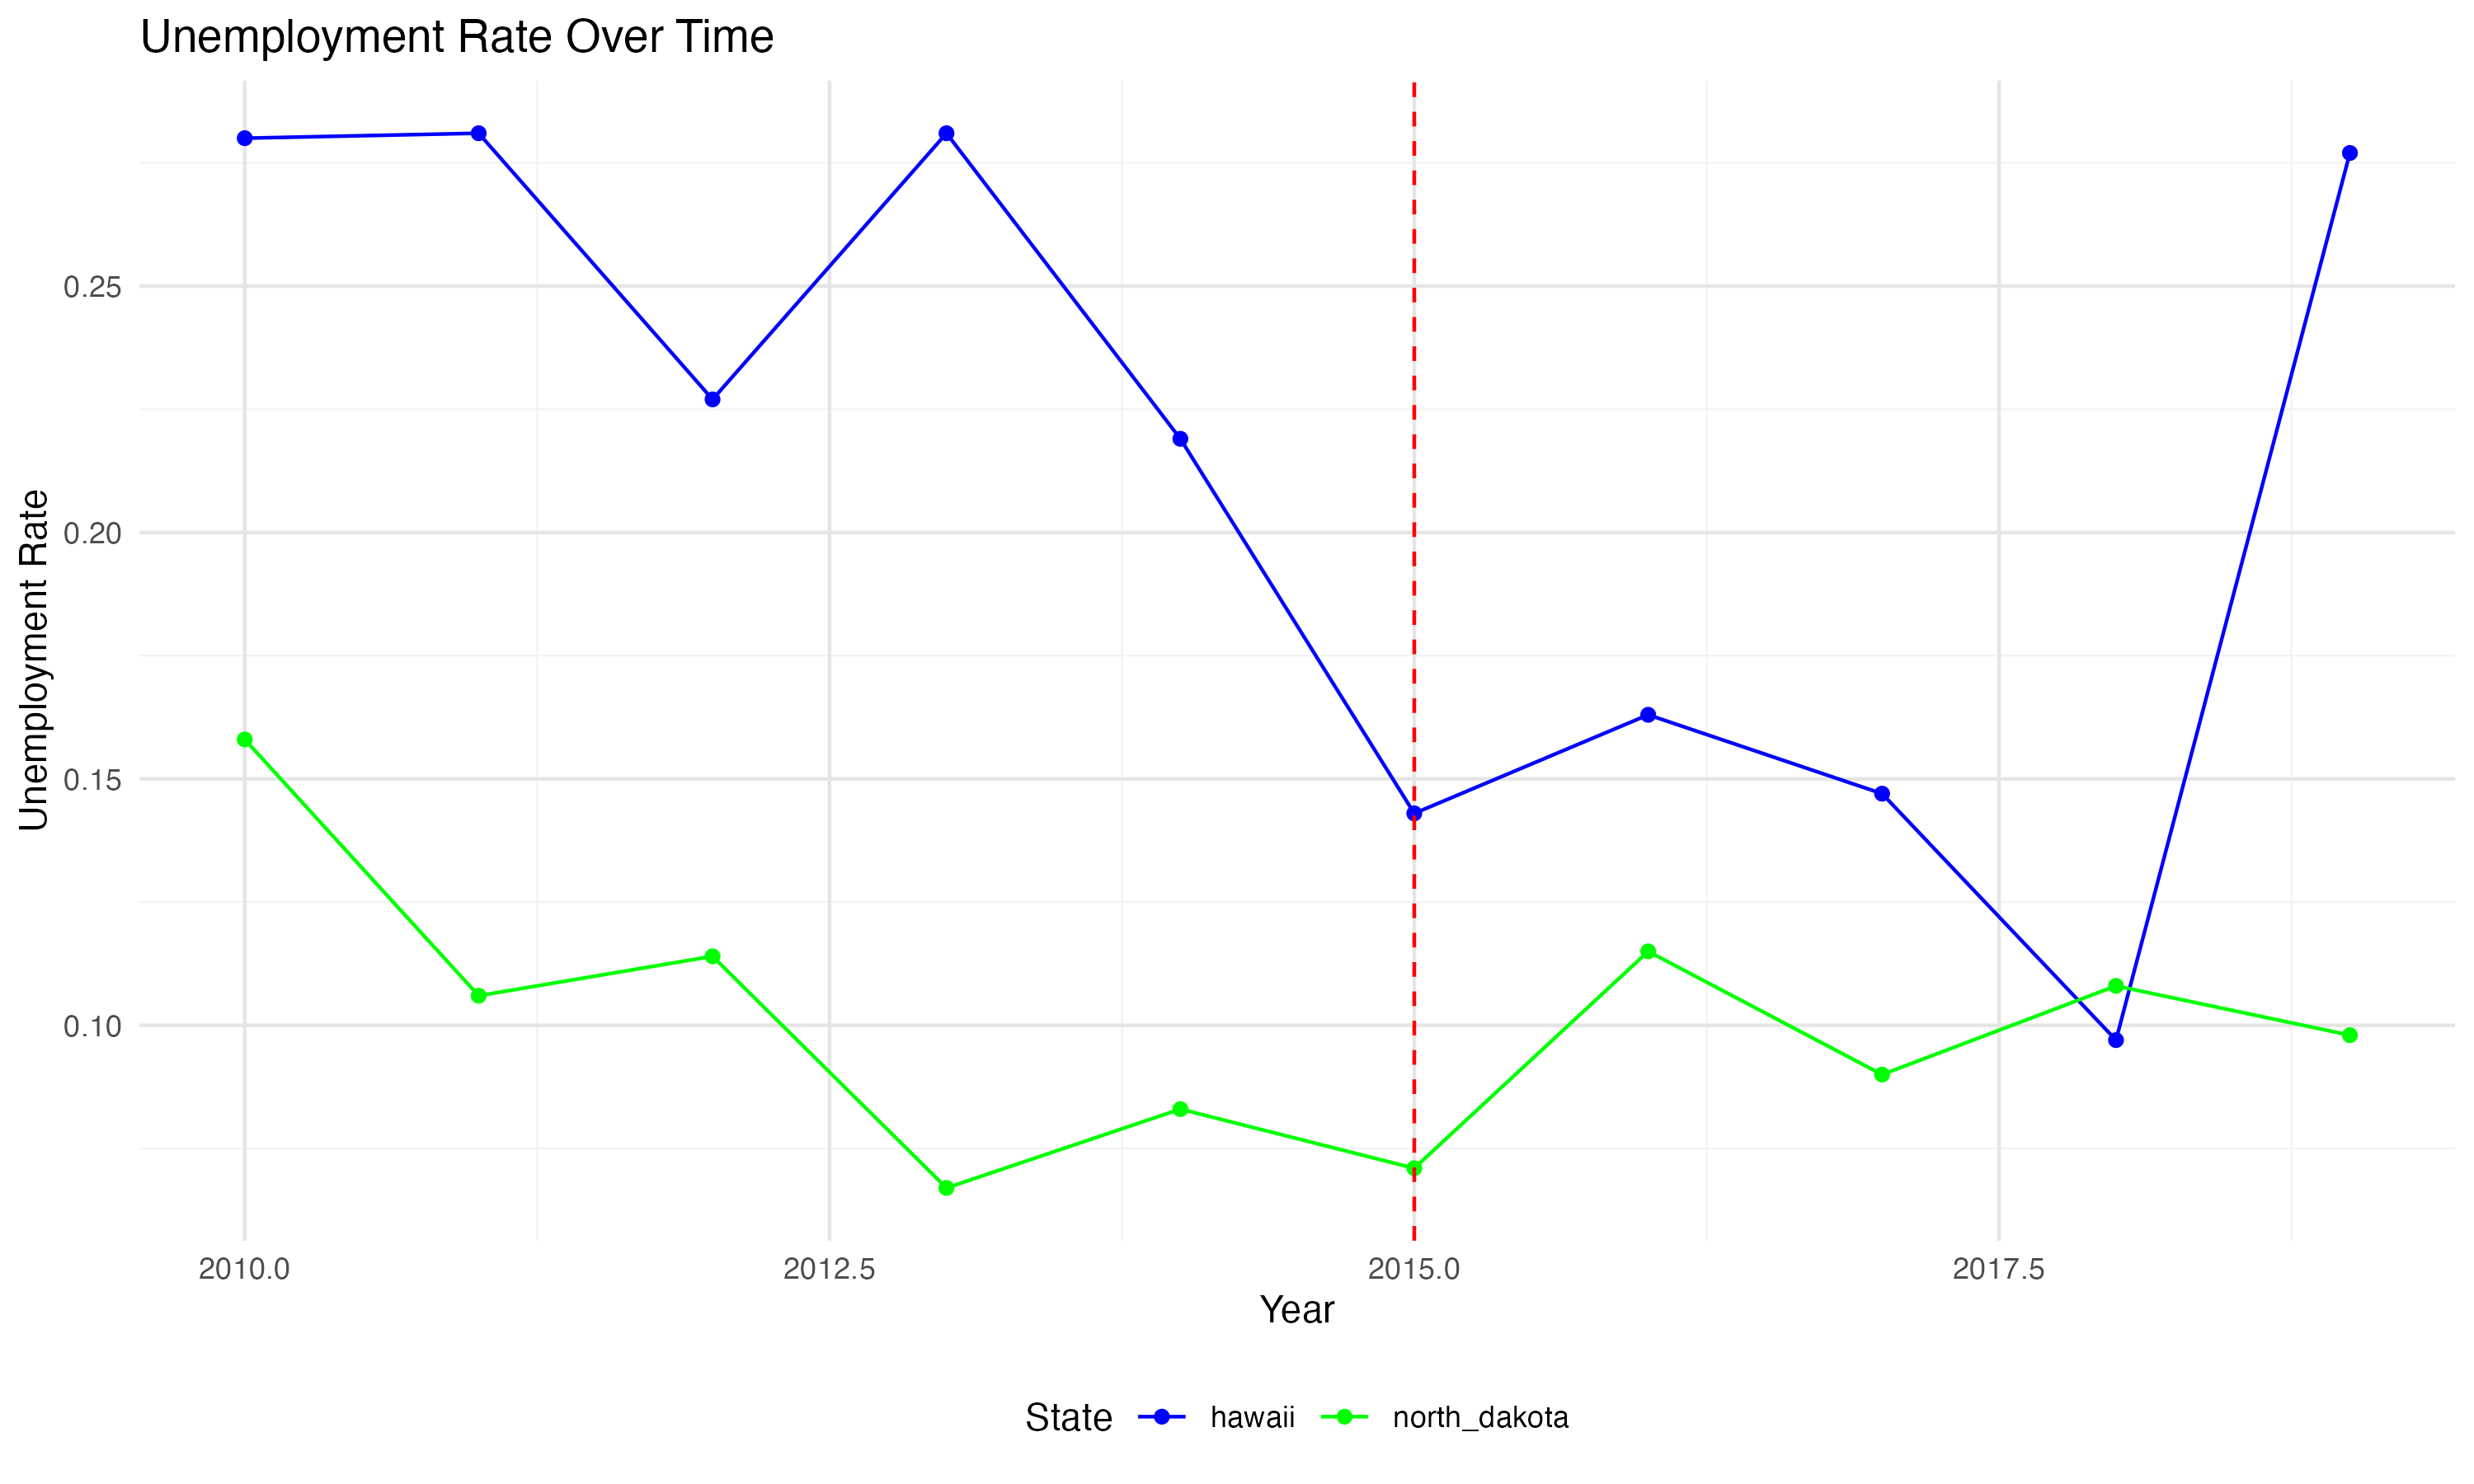 Unemployment Rate Over Time
Unemployment Rate
0.25
0.20
0.15
0.10
2010.0 2012.5 2015.0 2017.5
Year
State hawaii north_dakota